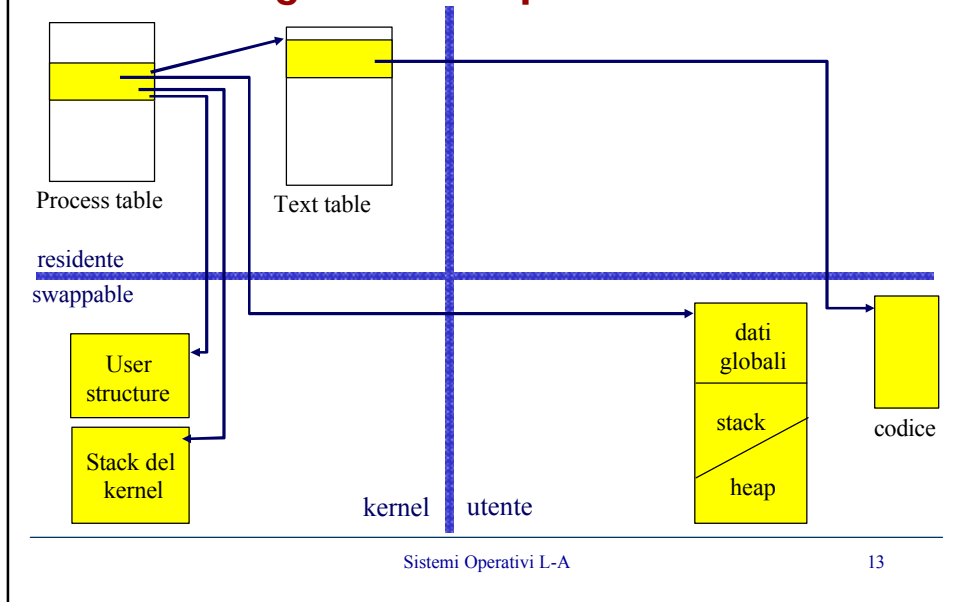 Process table
Text table
residente
swappable
User
structure
Stack del
kernel
dati
globali
stack
heap
codice
kernel
utente
Sistemi Operativi L-A
13